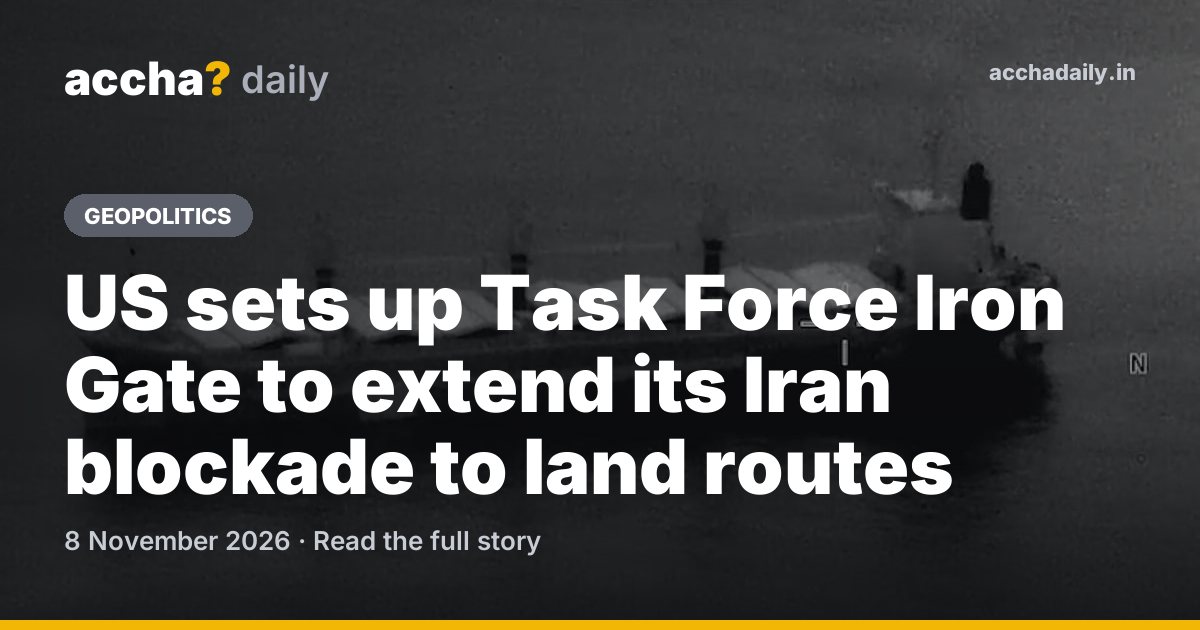 accha? daily
acchadaily.in
GEOPOLITICS
US sets up Task Force Iron
Gate to extend its Iran
blockade to land routes
N
8 November 2026 · Read the full story